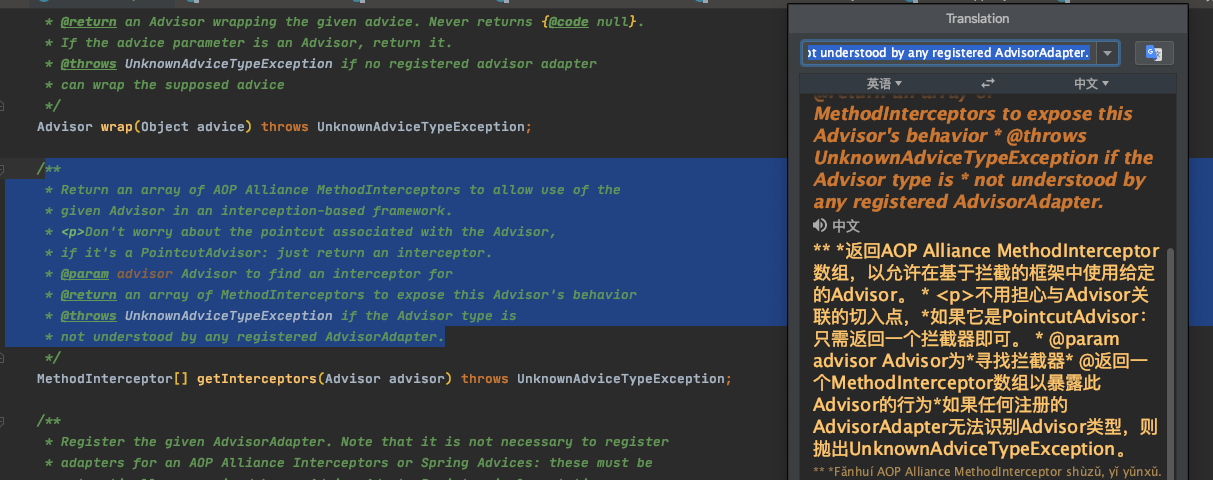 * @return an Advisor wrapping the given advice. Never returns {@code null}.
* If the advice parameter is an Advisor, return it.
* @throws UnknownAdviceTypeException if no registered advisor adapter
* can wrap the supposed advice
*/
Advisor wrap(Object advice) throws UnknownAdviceTypeException;
/**
* Return an array of AOP Alliance MethodInterceptors to allow use of the
* given Advisor in an interception-based framework.
* <p>Don't worry about the pointcut associated with the Advisor,
* if it's a PointcutAdvisor: just return an interceptor.
* @param advisor Advisor to find an interceptor for
* @return an array of MethodInterceptors to expose this Advisor's behavior
* @throws UnknownAdviceTypeException if the Advisor type is
* not understood by any registered AdvisorAdapter.
*/
MethodInterceptor[] getInterceptors(Advisor advisor) throws UnknownAdviceTypeException;
/**
* Register the given AdvisorAdapter. Note that it is not necessary to register
* adapters for an AOP Alliance Interceptors or Spring Advices: these must be
Translation
ot understood by any registered AdvisorAdapter.
英语
中文
@return an array of
MethodInterceptors to expose this
Advisor's behavior * @throws
UnknownAdviceTypeException if the
Advisor type is * not understood by
any registered AdvisorAdapter.
中文
** *返回AOP Alliance MethodInterceptor
数组，以允许在基于拦截的框架中使用给定
的Advisor。 * <p>不用担心与Advisor关
联的切入点，*如果它是PointcutAdvisor：
只需返回一个拦截器即可。 * @param
advisor Advisor为*寻找拦截器* @返回一
个MethodInterceptor数组以暴露此
Advisor的行为*如果任何注册的
AdvisorAdapter无法识别Advisor类型，则
抛出UnknownAdviceTypeException。
** *Fǎnhuí AOP Alliance MethodInterceptor shùzǔ, yǐ yǔnxǔ.